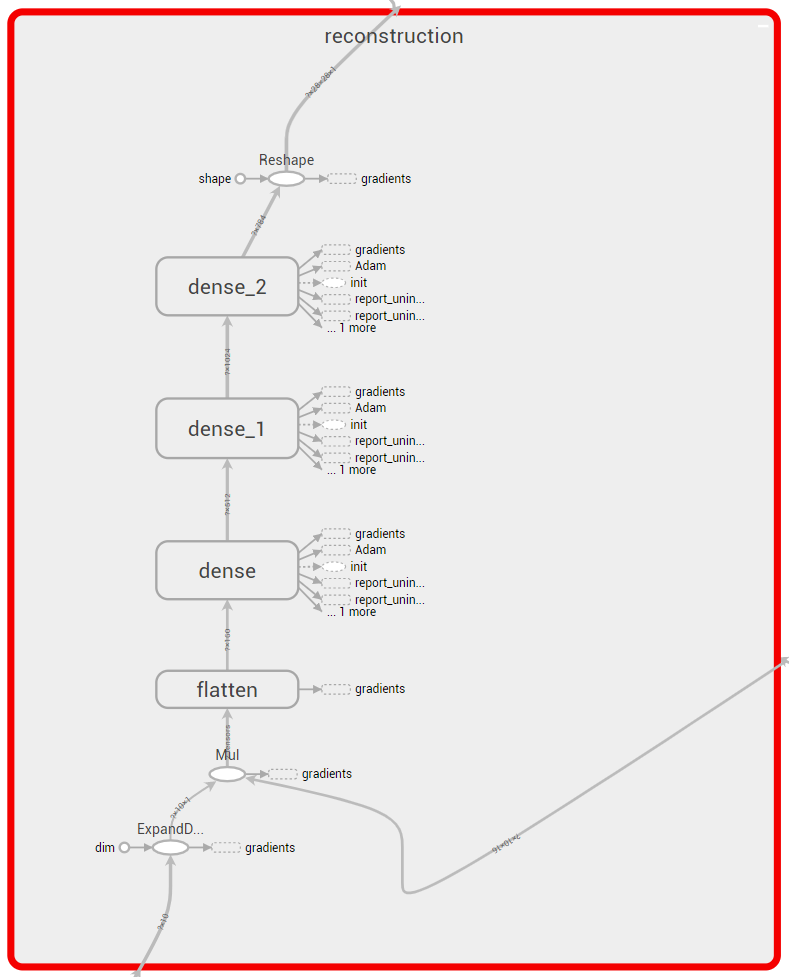 reconstruction
?×28×28×1
Reshape
shape
gradients
?×784
dense_2
gradients
Adam
init
report_unin...
report_unin...
... 1 more
?×1024
dense_1
gradients
Adam
init
report_unin...
report_unin...
... 1 more
?×512
dense
gradients
Adam
init
report_unin...
report_unin...
... 1 more
?×160
flatten
gradients
Mul
gradients
?×10×1
ExpandD...
dim
gradients
?×10×16
?×10